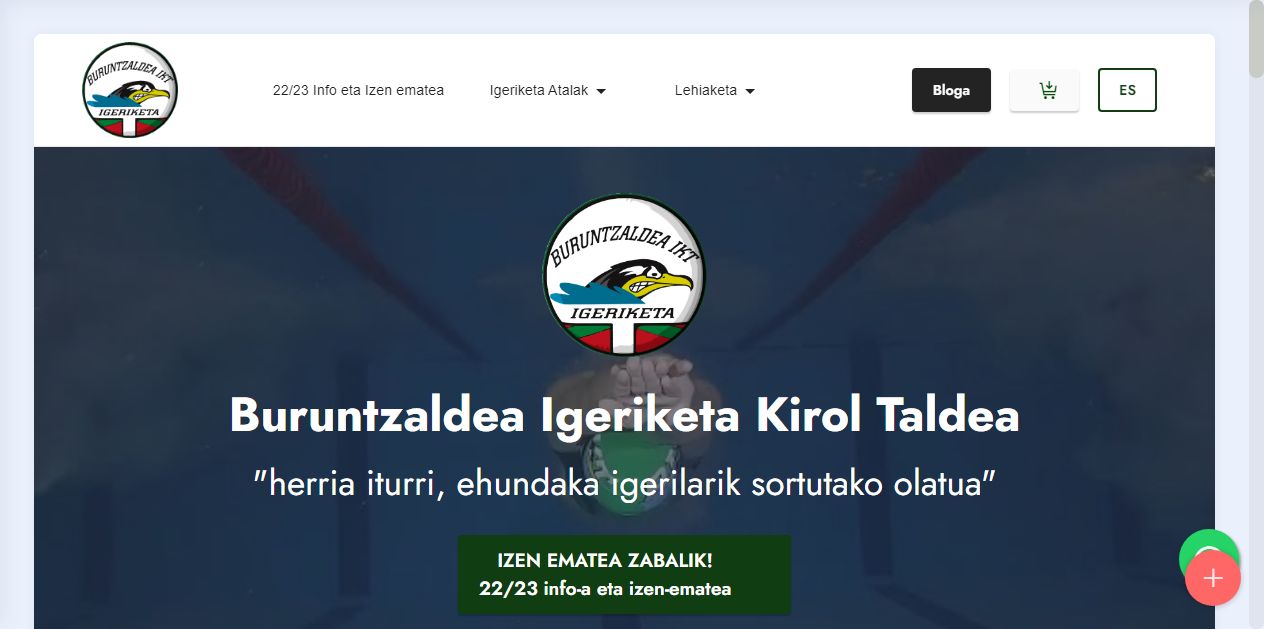 BURUNTZALDEA IKT
IGERIKETA
22/23 Info eta Izen ematea
Igeriketa Atalak
Lehiaketa
Bloga
ES
BURUNTZALDEA IKT
IGERIKETA
Buruntzaldea Igeriketa Kirol Taldea
"herria iturri, ehundaka igerilarik sortutako olatua"
IZEN EMATEA ZABALIK!
22/23 info-a eta izen-ematea